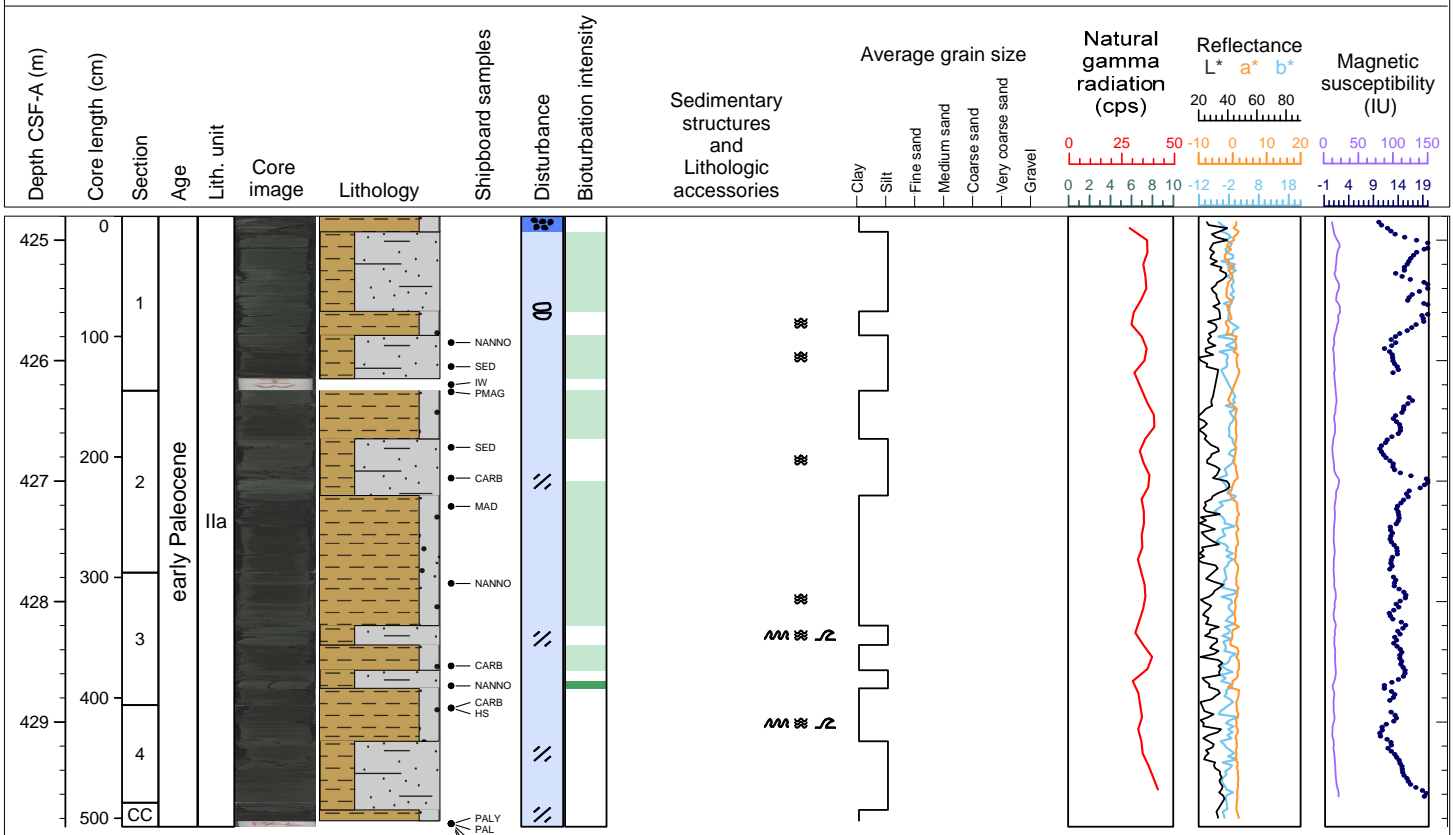 Depth CSF-A (m)
Core length (cm)
Section
Age
Lith. unit
Core
image
Lithology
Shipboard samples
Disturbance
Bioturbation intensity
Sedimentary
structures
and
Lithologic
accessories
Average grain size
Clay
Silt
Fine sand
Medium sand
Coarse sand
Very coarse sand
Gravel
Natural
gamma
radiation
(cps)
0 25 50
0 2 4 6 8 10
Reflectance
L* a* b*
20 40 60 80
-10 0 10 20
-12 -2 8 18
Magnetic
susceptibility
(IU)
0 50 100 150
-1 4 9 14 19
425
426
427
428
429
0
100
200
300
400
500
1
2
3
4
CC
early Paleocene
IIa
NANNO
SED
IW
PMAG
SED
CARB
MAD
NANNO
CARB
NANNO
CARB
HS
PALY
PAL